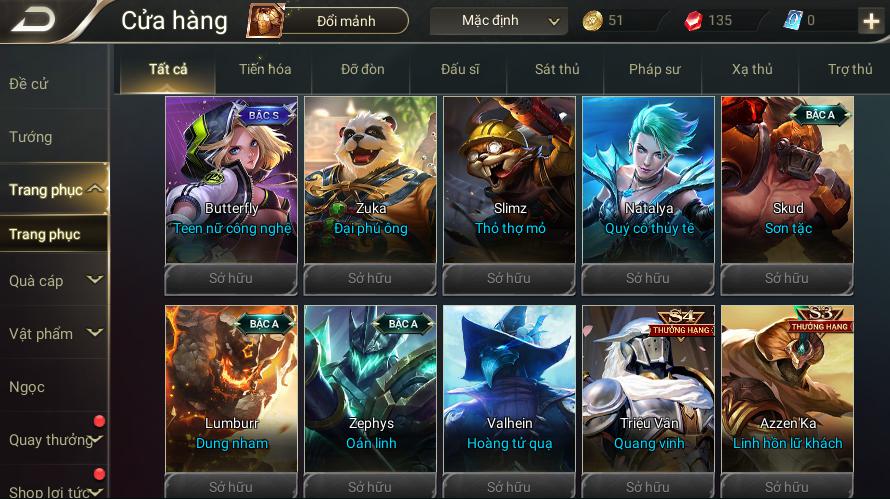 Cửa hàng
Đổi mảnh
Mặc định
51
135
0
Đề cử
Tướng
Trang phục
Trang phục
Quà cáp
Vật phẩm
Ngọc
Quay thưởng
Shop lợi tức
Tất cả
Tiến hóa
Đỡ đòn
Đấu sĩ
Sát thủ
Pháp sư
Xạ thủ
Trợ thủ
BẬC S
Butterfly
Teen nữ công nghệ
Sở hữu
Zuka
Đại phú ông
Sở hữu
Slimz
Thỏ thợ mỏ
Sở hữu
Natalya
Quý cô thủy tề
Sở hữu
BẬC A
Skud
Sơn tặc
Sở hữu
BẬC A
Lumburr
Dung nham
Sở hữu
BẬC A
Zephys
Oán linh
Sở hữu
Valhein
Hoàng tử quạ
Sở hữu
S4
THƯỞNG HẠNG
Triệu Vân
Quang vinh
Sở hữu
S3
THƯỞNG HẠNG
Azzen'Ka
Linh hồn lữ khách
Sở hữu